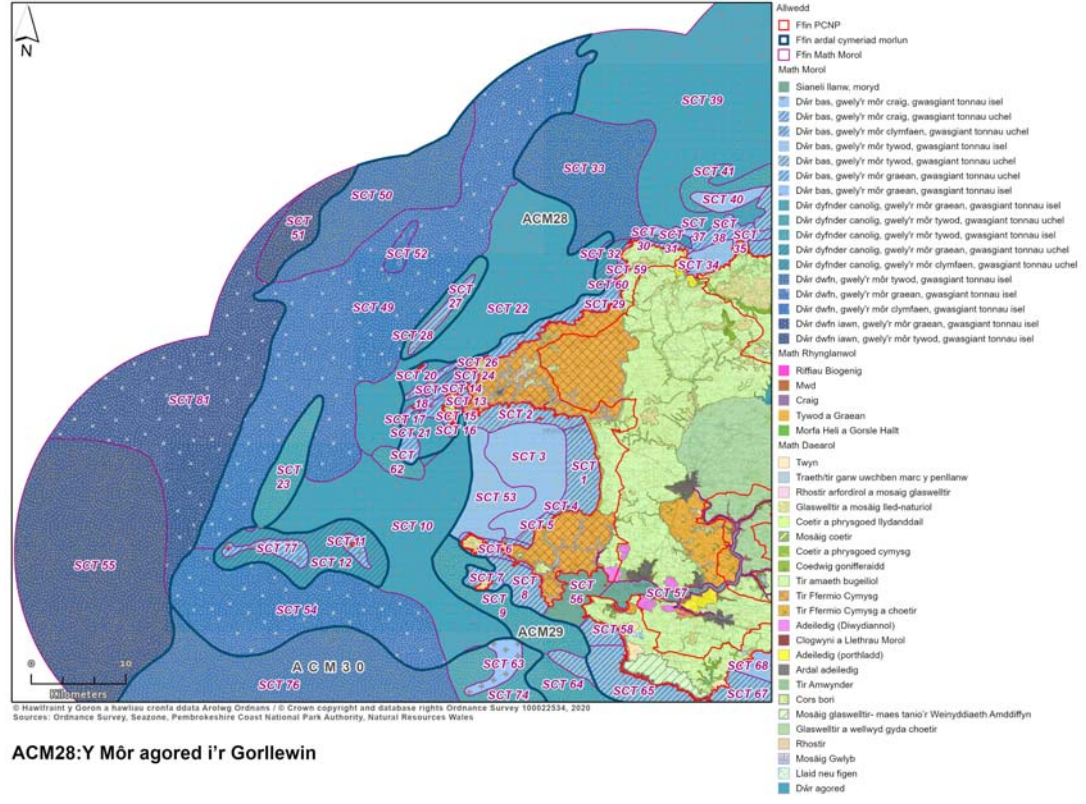 N
SCT 39
SCT 33
SCT 41
SCT 40
SCT 50
SCT 51
SCT 52
ACM28
SCT 37
SCT 38
SCT 30
SCT 31
SCT 35
SCT 32
SCT 34
SCT 59
SCT 60
SCT 29
SCT 27
SCT 49
SCT 22
SCT 28
SCT 26
SCT 20
SCT 24
SCT 14
SCT 18
SCT 13
SCT 17
SCT 15
SCT 2
SCT 21
SCT 16
SCT 81
SCT 62
SCT 3
SCT 1
SCT 23
SCT 53
SCT 4
SCT 10
SCT 5
SCT 11
SCT 77
SCT 12
SCT 6
SCT 7
SCT 8
SCT 55
SCT 9
SCT 56
SCT 57
SCT 54
ACM29
SCT 58
ACM30
SCT 63
SCT 64
SCT 68
SCT 76
SCT 74
SCT 65
SCT 67
0 10
Kilometers
© Hawlfraint y Goron a hawliau cronfa ddata Arolwg Ordnans / © Crown copyright and database rights Ordnance Survey 100022534, 2020
Sources: Ordnance Survey, Seazone, Pembrokeshire Coast National Park Authority, Natural Resources Wales
ACM28:Y Môr agored i'r Gorllewin
Allwedd
Ffin PCNP
Ffin ardal cymeriad morlun
Ffin Math Morol
Math Morol
Sianeli llanw, moryd
Dŵr bas, gwely'r môr craig, gwasgiant tonnau isel
Dŵr bas, gwely'r môr craig, gwasgiant tonnau uchel
Dŵr bas, gwely'r môr clymfaen, gwasgiant tonnau uchel
Dŵr bas, gwely'r môr tywod, gwasgiant tonnau isel
Dŵr bas, gwely'r môr tywod, gwasgiant tonnau uchel
Dŵr bas, gwely'r môr graean, gwasgiant tonnau uchel
Dŵr bas, gwely'r môr graean, gwasgiant tonnau isel
Dŵr dyfnder canolig, gwely'r môr graean, gwasgiant tonnau isel
Dŵr dyfnder canolig, gwely'r môr tywod, gwasgiant tonnau uchel
Dŵr dyfnder canolig, gwely'r môr tywod, gwasgiant tonnau isel
Dŵr dyfnder canolig, gwely'r môr graean, gwasgiant tonnau uchel
Dŵr dyfnder canolig, gwely'r môr clymfaen, gwasgiant tonnau uchel
Dŵr dwfn, gwely'r môr tywod, gwasgiant tonnau isel
Dŵr dwfn, gwely'r môr graean, gwasgiant tonnau isel
Dŵr dwfn, gwely'r môr clymfaen, gwasgiant tonnau isel
Dŵr dwfn iawn, gwely'r môr graean, gwasgiant tonnau isel
Dŵr dwfn iawn, gwely'r môr tywod, gwasgiant tonnau isel
Math Rhynglanwol
Riffiau Biogenig
Mwd
Craig
Tywod a Graean
Morfa Heli a Gorsle Hallt
Math Daearol
Twyn
Traeth/tir garw uwchben marc y penllanw
Rhostir arfordirol a mosaig glaswelltir
Glaswelltir a mosäig lled-naturiol
Coetir a phrysgoed llydanddail
Mosäig coetir
Coetir a phrysgoed cymysg
Coedwig gonifferaidd
Tir amaeth bugeiliol
Tir Ffermio Cymysg
Tir Ffermio Cymysg a choetir
Adeiledig (Diwydiannol)
Clogwyni a Llethrau Morol
Adeiledig (porthladd)
Ardal adeiledig
Tir Amwynder
Cors bori
Mosäig glaswelltir- maes tanio'r Weinyddiaeth Amddiffyn
Glaswelltir a wellwyd gyda choetir
Rhostir
Mosäig Gwlyb
Llaid neu figen
Dŵr agored